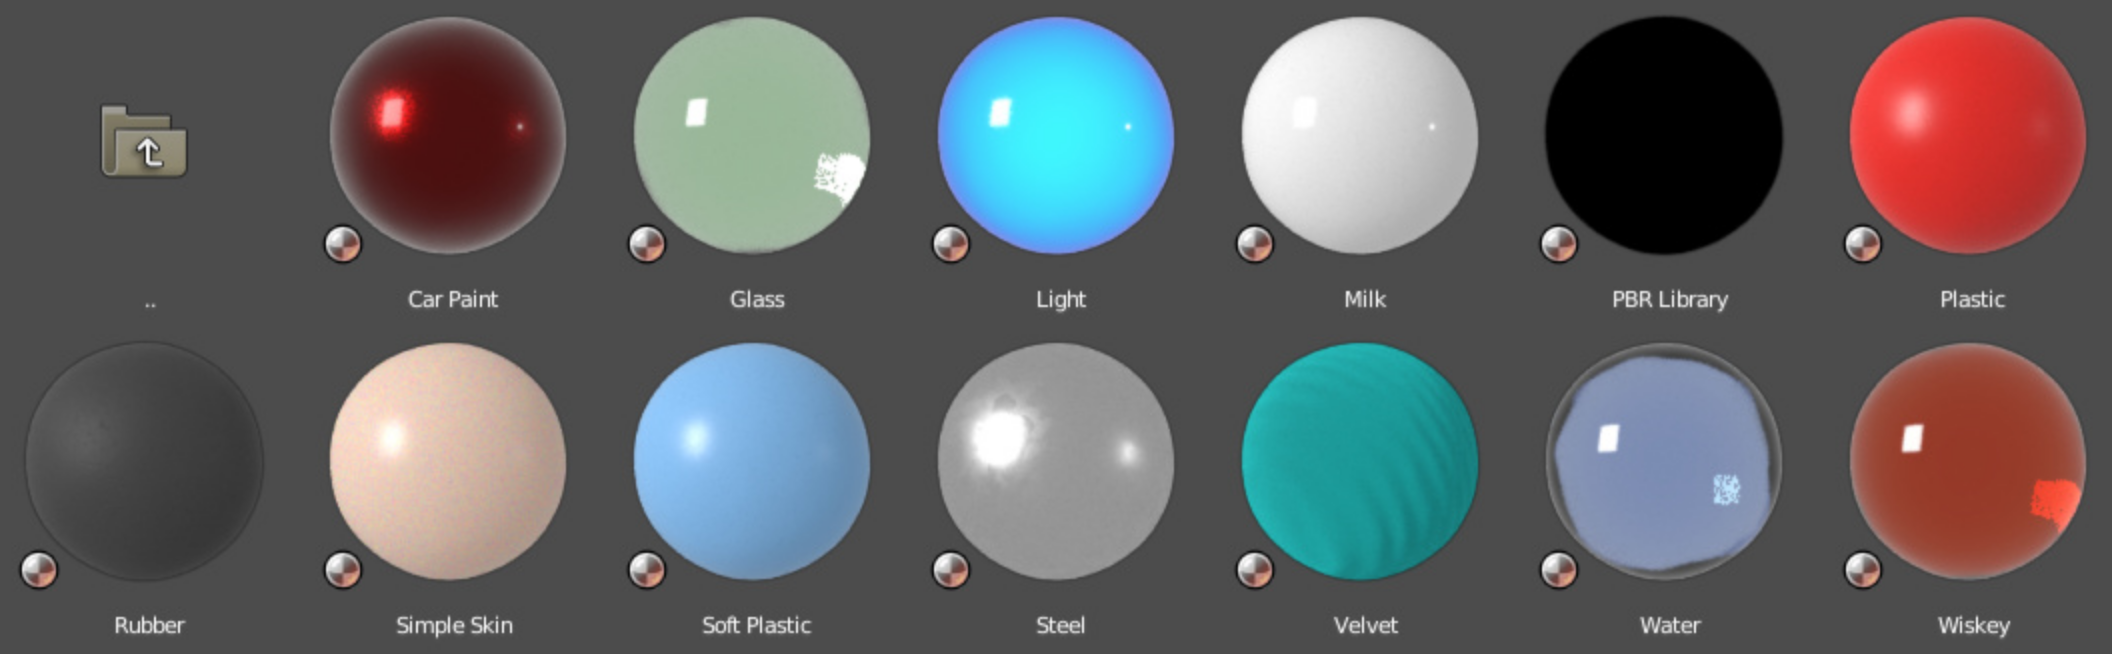 ..
Car Paint
Glass
Light
Milk
PBR Library
Plastic
Rubber
Simple Skin
Soft Plastic
Steel
Velvet
Water
Wiskey